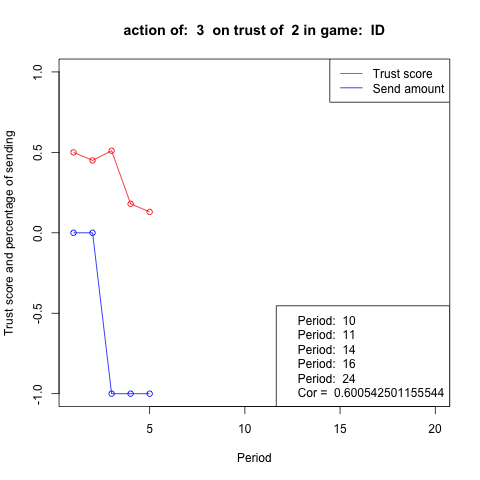 action of:  3  on trust of  2 in game:  ID
Trust score
Send amount
Trust score and percentage of sending
1.0
0.5
0.0
-0.5
-1.0
Period:  10
Period:  11
Period:  14
Period:  16
Period:  24
Cor =  0.600542501155544
5 10 15 20
Period